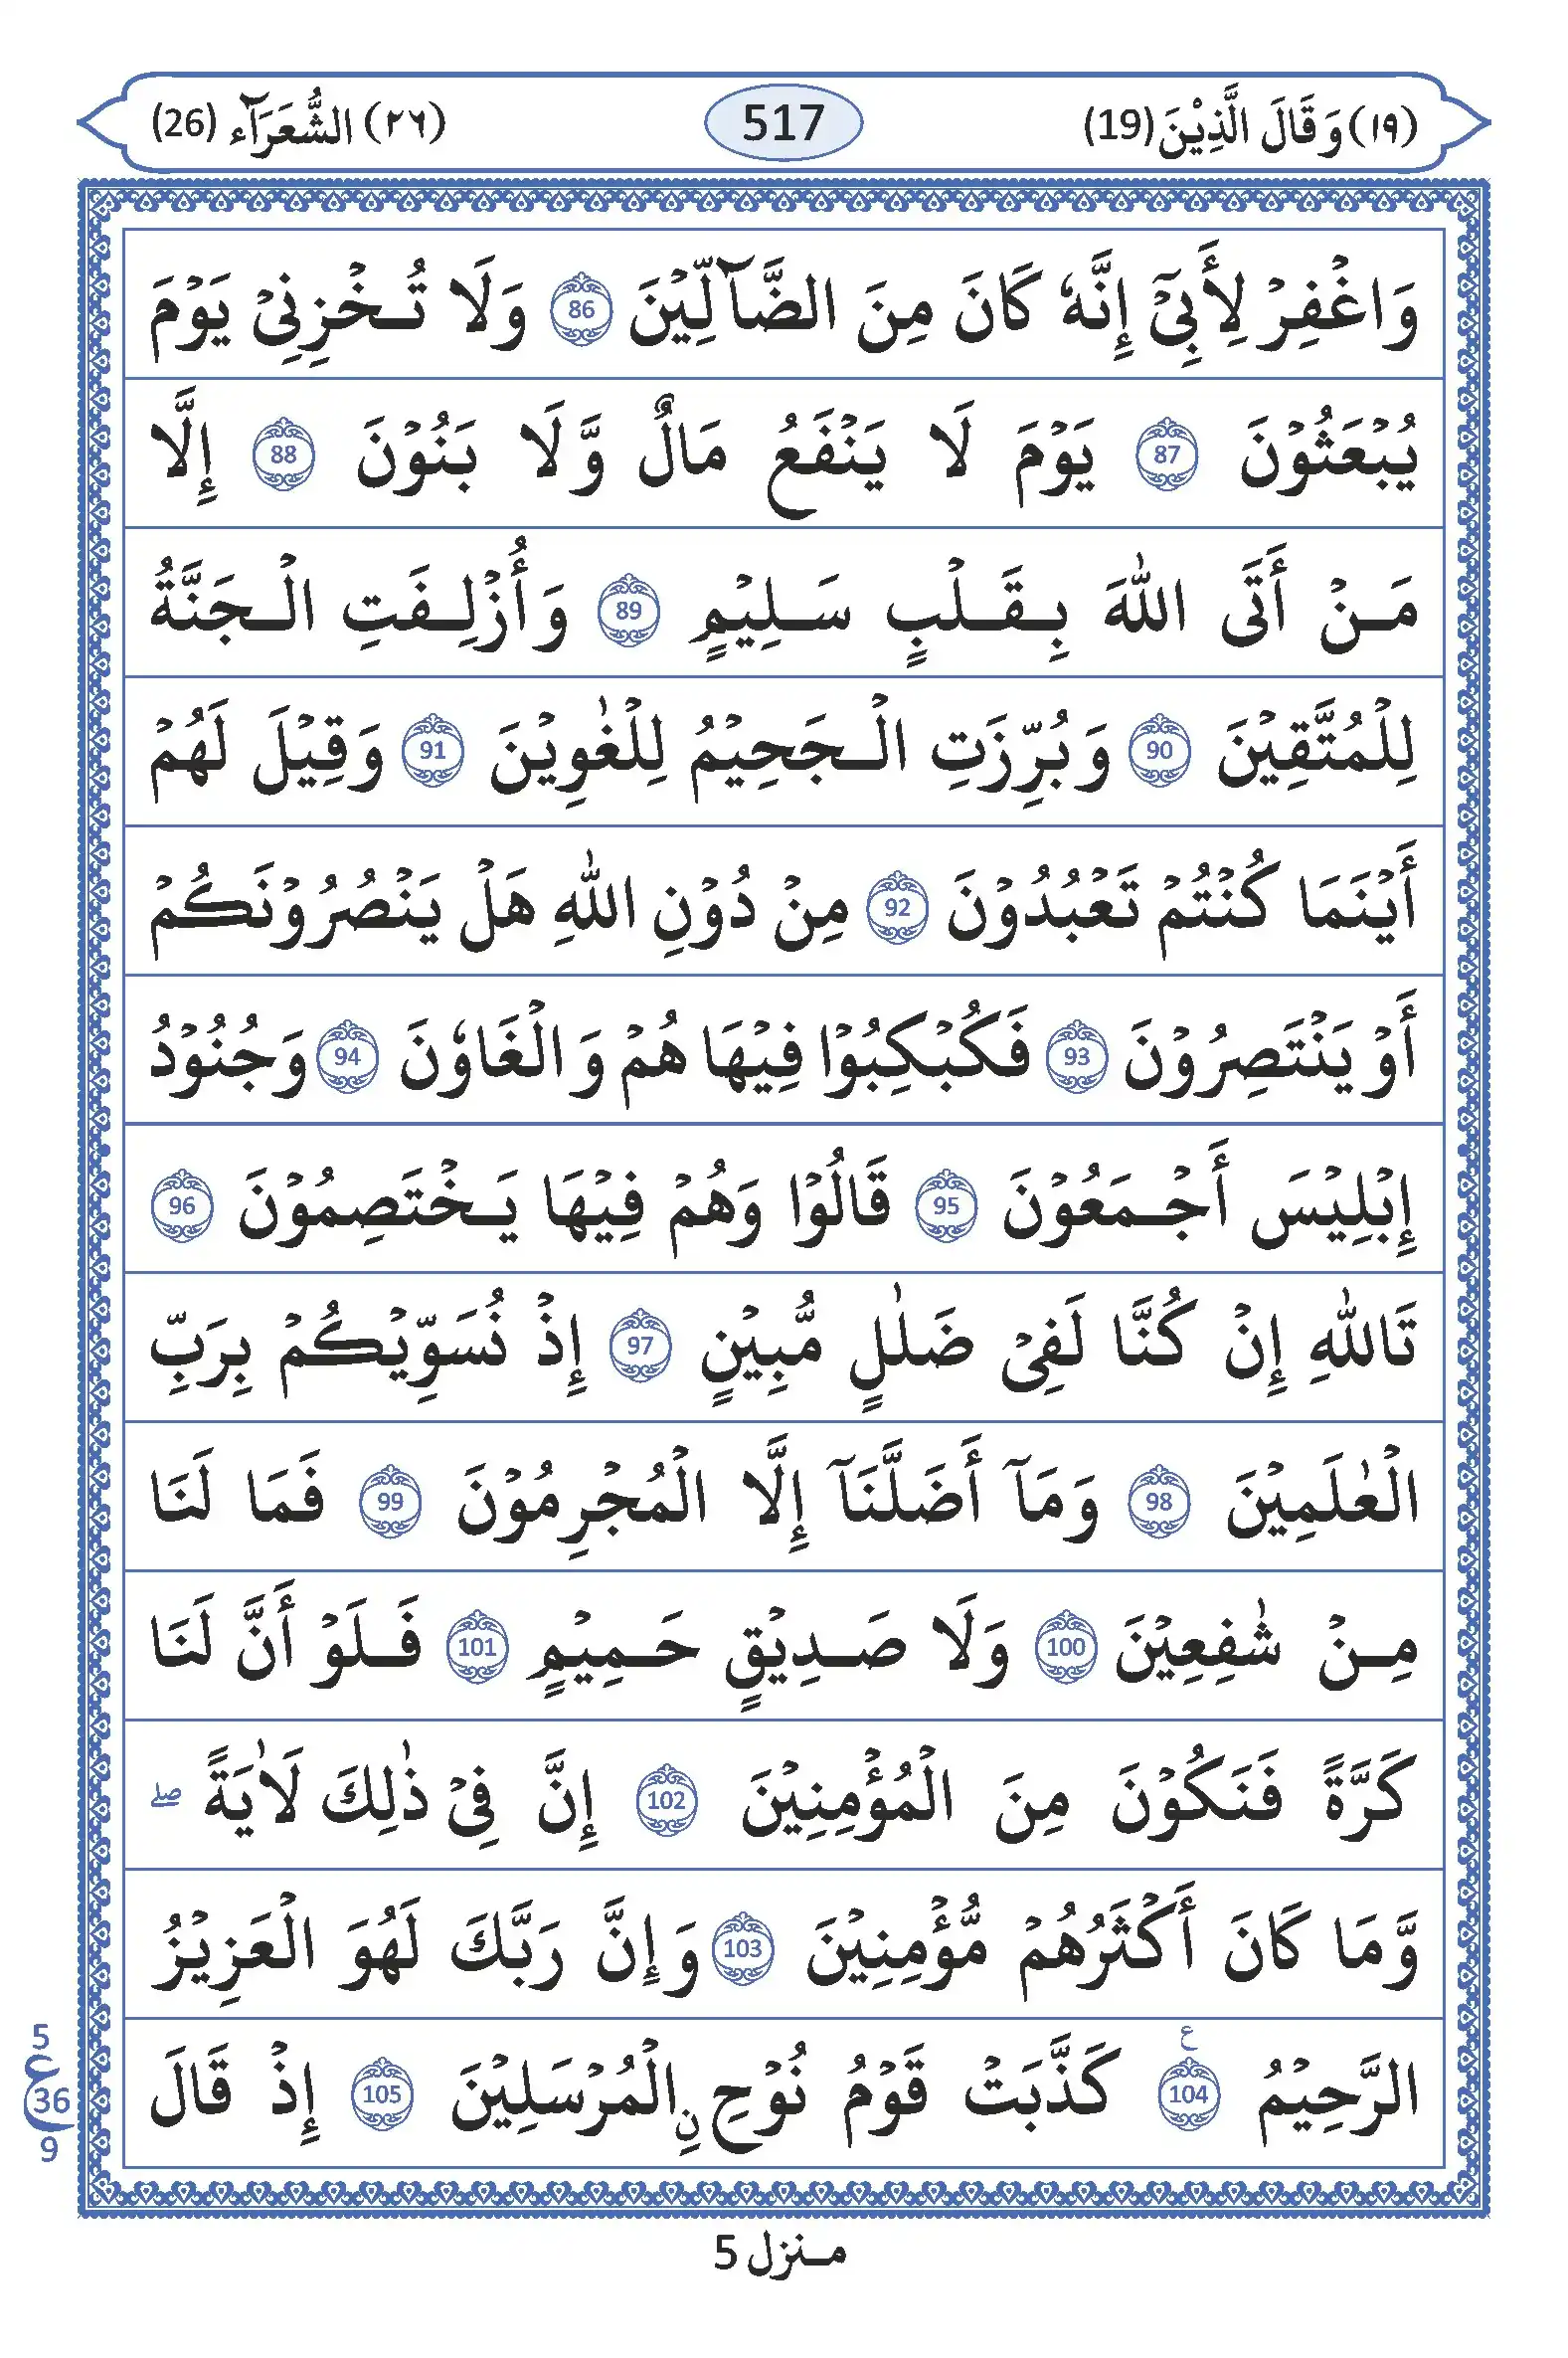 (١٩) وَقَالَ الَّذِيْنَ (19) 517 (٢٦) الشُّعَرَآء (26)
وَاغْفِرْ لِأَبِيْٓ إِنَّهٗ كَانَ مِنَ الضَّآلِّيْنَ 86 وَلَا تُخْزِنِيْ يَوْمَ
يُبْعَثُوْنَ 87 يَوْمَ لَا يَنْفَعُ مَالٌ وَّلَا بَنُوْنَ 88 إِلَّا
مَنْ أَتَى اللّٰهَ بِقَلْبٍ سَلِيْمٍ 89 وَأُزْلِفَتِ الْجَنَّةُ
لِلْمُتَّقِيْنَ 90 وَبُرِّزَتِ الْجَحِيْمُ لِلْغٰوِيْنَ 91 وَقِيْلَ لَهُمْ
أَيْنَمَا كُنْتُمْ تَعْبُدُوْنَ 92 مِنْ دُوْنِ اللّٰهِ هَلْ يَنْصُرُوْنَكُمْ
أَوْ يَنْتَصِرُوْنَ 93 فَكُبْكِبُوْا فِيْهَا هُمْ وَالْغَاوٗنَ 94 وَجُنُوْدُ
إِبْلِيْسَ أَجْمَعُوْنَ 95 قَالُوْا وَهُمْ فِيْهَا يَخْتَصِمُوْنَ 96
تَاللّٰهِ إِنْ كُنَّا لَفِيْ ضَلٰلٍ مُّبِيْنٍ 97 إِذْ نُسَوِّيْكُمْ بِرَبِّ
الْعٰلَمِيْنَ 98 وَمَآ أَضَلَّنَآ إِلَّا الْمُجْرِمُوْنَ 99 فَمَا لَنَا
مِنْ شٰفِعِيْنَ 100 وَلَا صَدِيْقٍ حَمِيْمٍ 101 فَلَوْ أَنَّ لَنَا
كَرَّةً فَنَكُوْنَ مِنَ الْمُؤْمِنِيْنَ 102 إِنَّ فِيْ ذٰلِكَ لَاٰيَةً ۖ
وَّمَا كَانَ أَكْثَرُهُمْ مُّؤْمِنِيْنَ 103 وَإِنَّ رَبَّكَ لَهُوَ الْعَزِيْزُ
الرَّحِيْمُ 104 ع كَذَّبَتْ قَوْمُ نُوْحِ نِ الْمُرْسَلِيْنَ 105 إِذْ قَالَ
5
ع 36
9
منزل 5